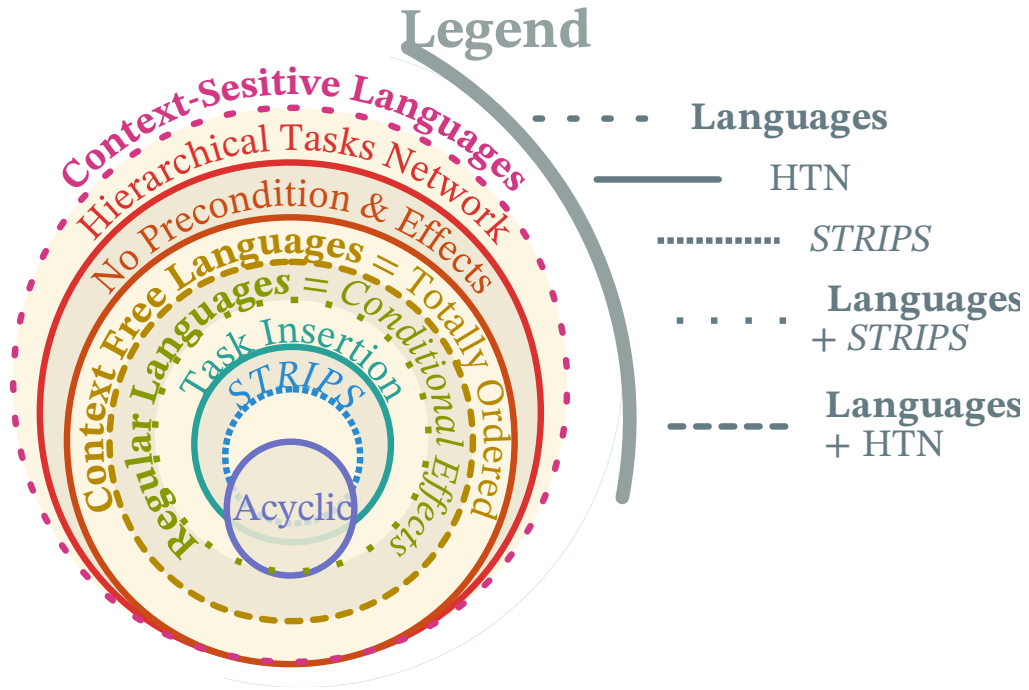 Legend
Context-Sesitive Languages
Hierarchical Tasks Network
No Precondition & Effects
Context Free Languages = Totally Ordered
Regular Languages = Conditional Effects
Task Insertion
STRIPS
Acyclic
Languages
HTN
STRIPS
Languages
+ STRIPS
Languages
+ HTN